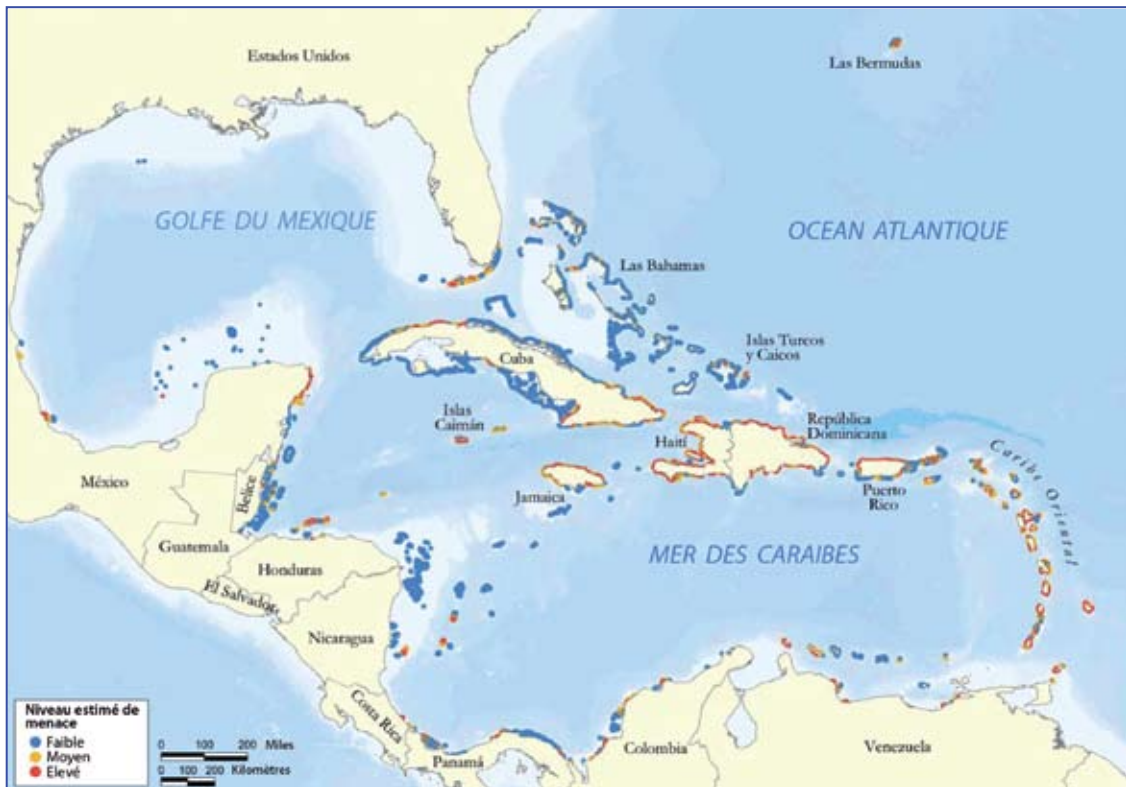 Estados Unidos
Las Bermudas
GOLFE DU MEXIQUE
OCEAN ATLANTIQUE
Las Bahamas
Islas Turcos
y Caicos
Cuba
Islas
Caimán
República
Dominicana
Haití
México
Belice
Jamaica
Puerto
Rico
Caribe Oriental
Guatemala
MER DES CARAIBES
Honduras
El Salvador
Nicaragua
Costa Rica
Panamá
Colombia
Venezuela
Niveau estimé de
menace
Faible
Moyen
Elevé
0 100 200 Miles
0 100 200 Kilomètres